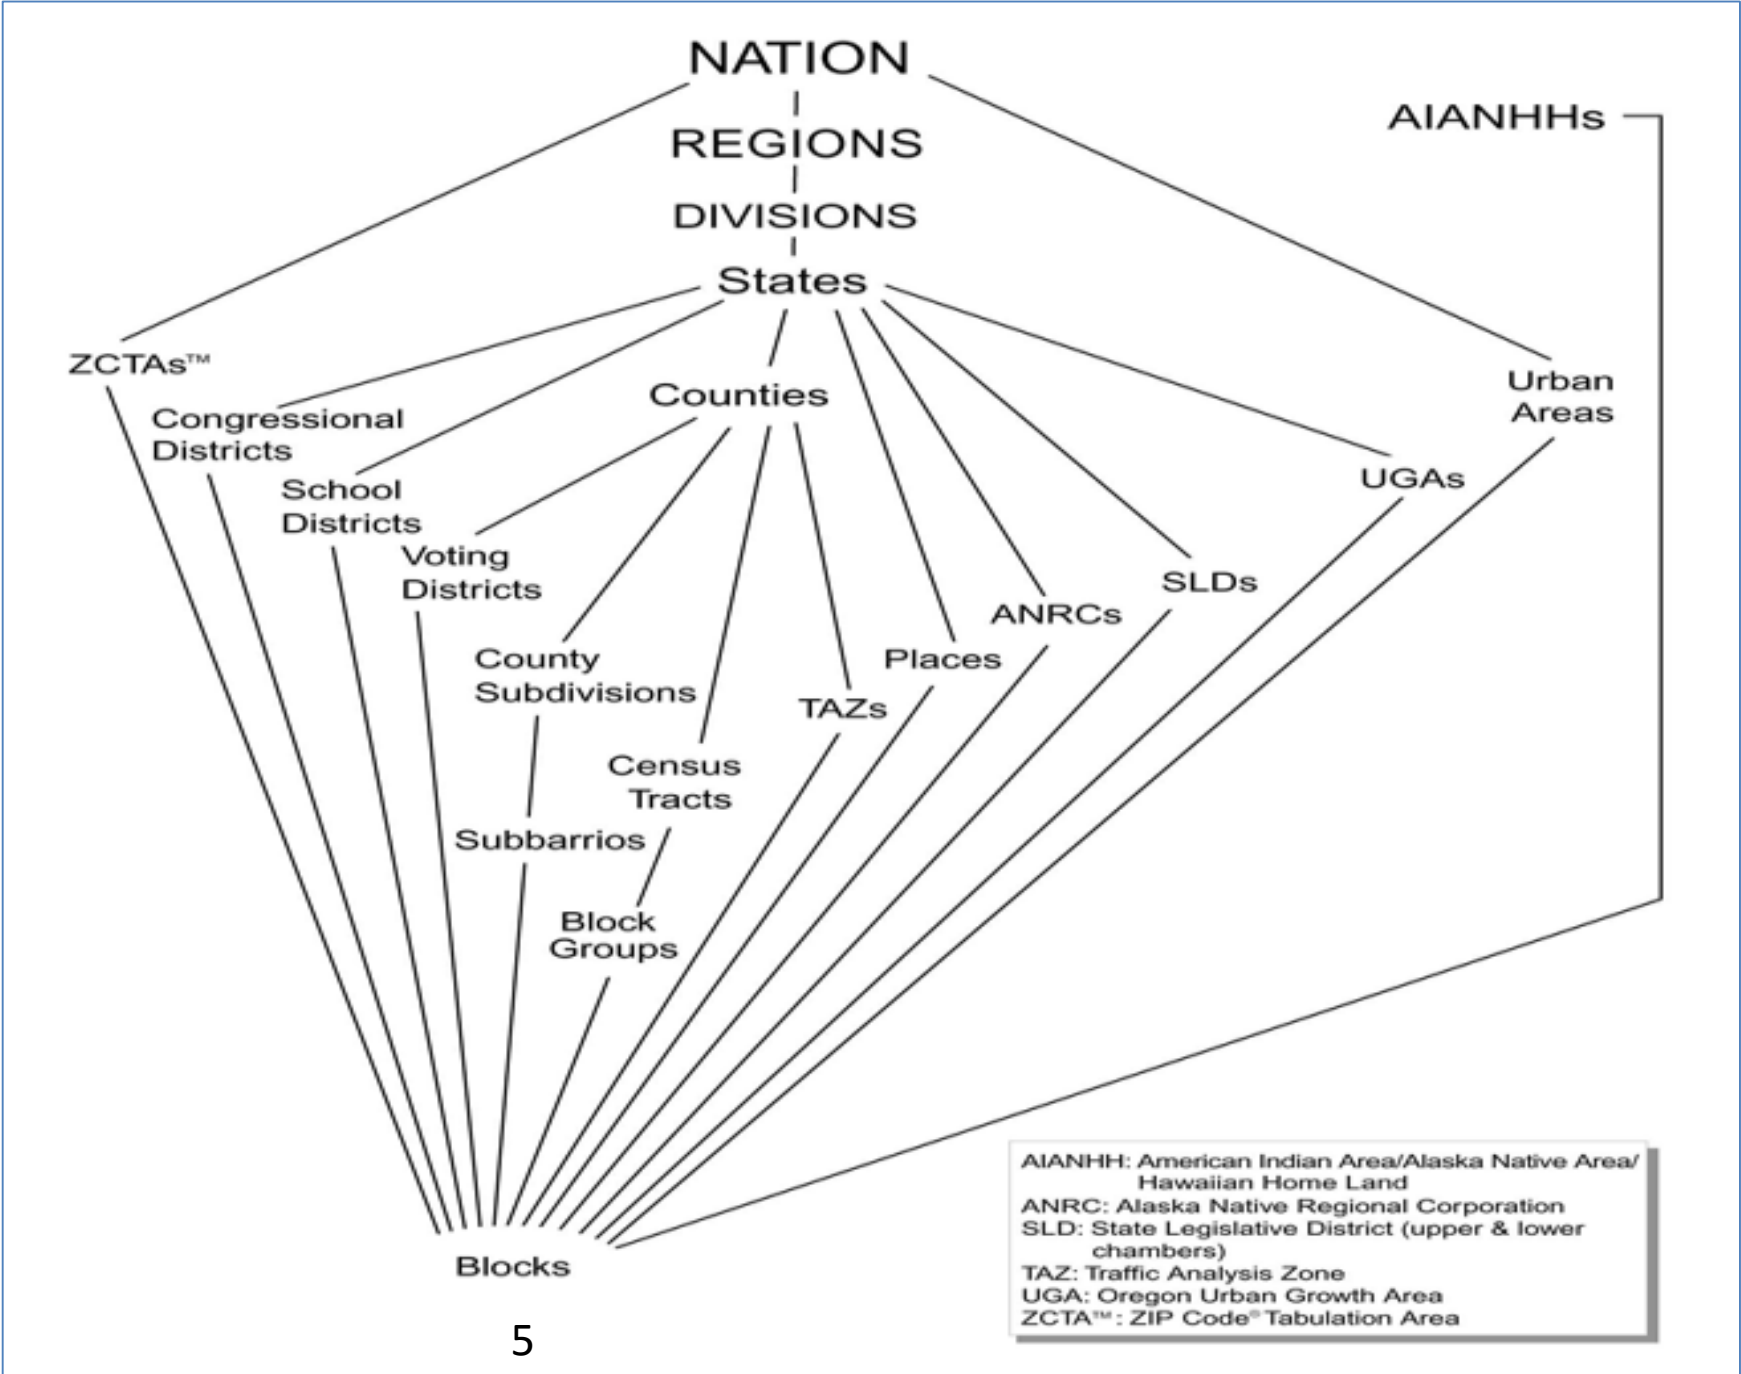 NATION
AIANHHs
REGIONS
DIVISIONS
States
ZCTAs™
Counties
Urban
Areas
Congressional
Districts
UGAs
School
Districts
Voting
Districts
SLDs
ANRCs
County
Subdivisions
Places
TAZs
Census
Tracts
Subbarrios
Block
Groups
Blocks
AIANHH: American Indian Area/Alaska Native Area/
Hawaiian Home Land
ANRC: Alaska Native Regional Corporation
SLD: State Legislative District (upper & lower
chambers)
TAZ: Traffic Analysis Zone
UGA: Oregon Urban Growth Area
ZCTA™: ZIP Code® Tabulation Area
5